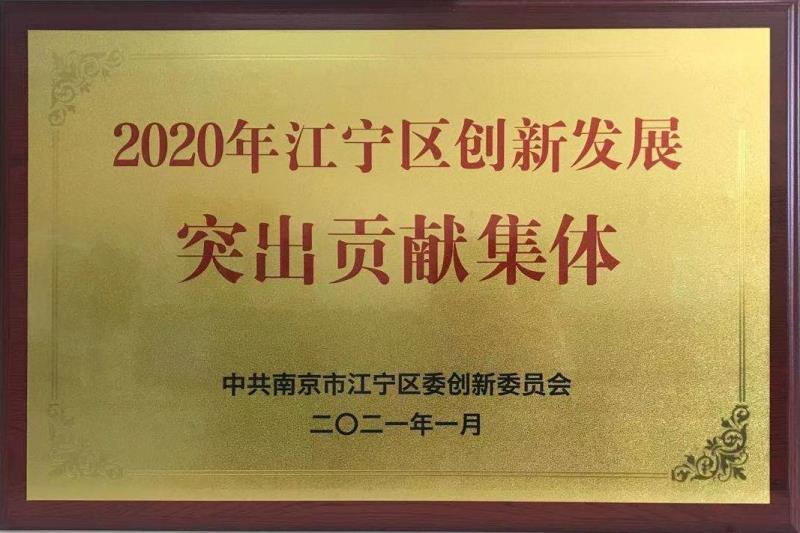 2020年江宁区创新发展
突出贡献集体
中共南京市江宁区委创新委员会
二〇二一年一月